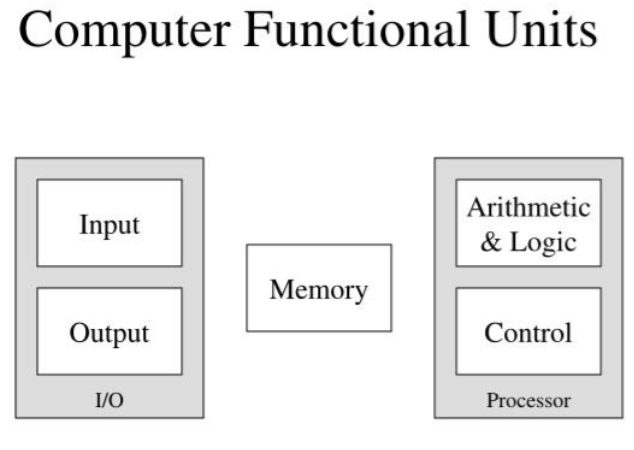 Computer Functional Units
Input
Output
I/O
Memory
Arithmetic
& Logic
Control
Processor